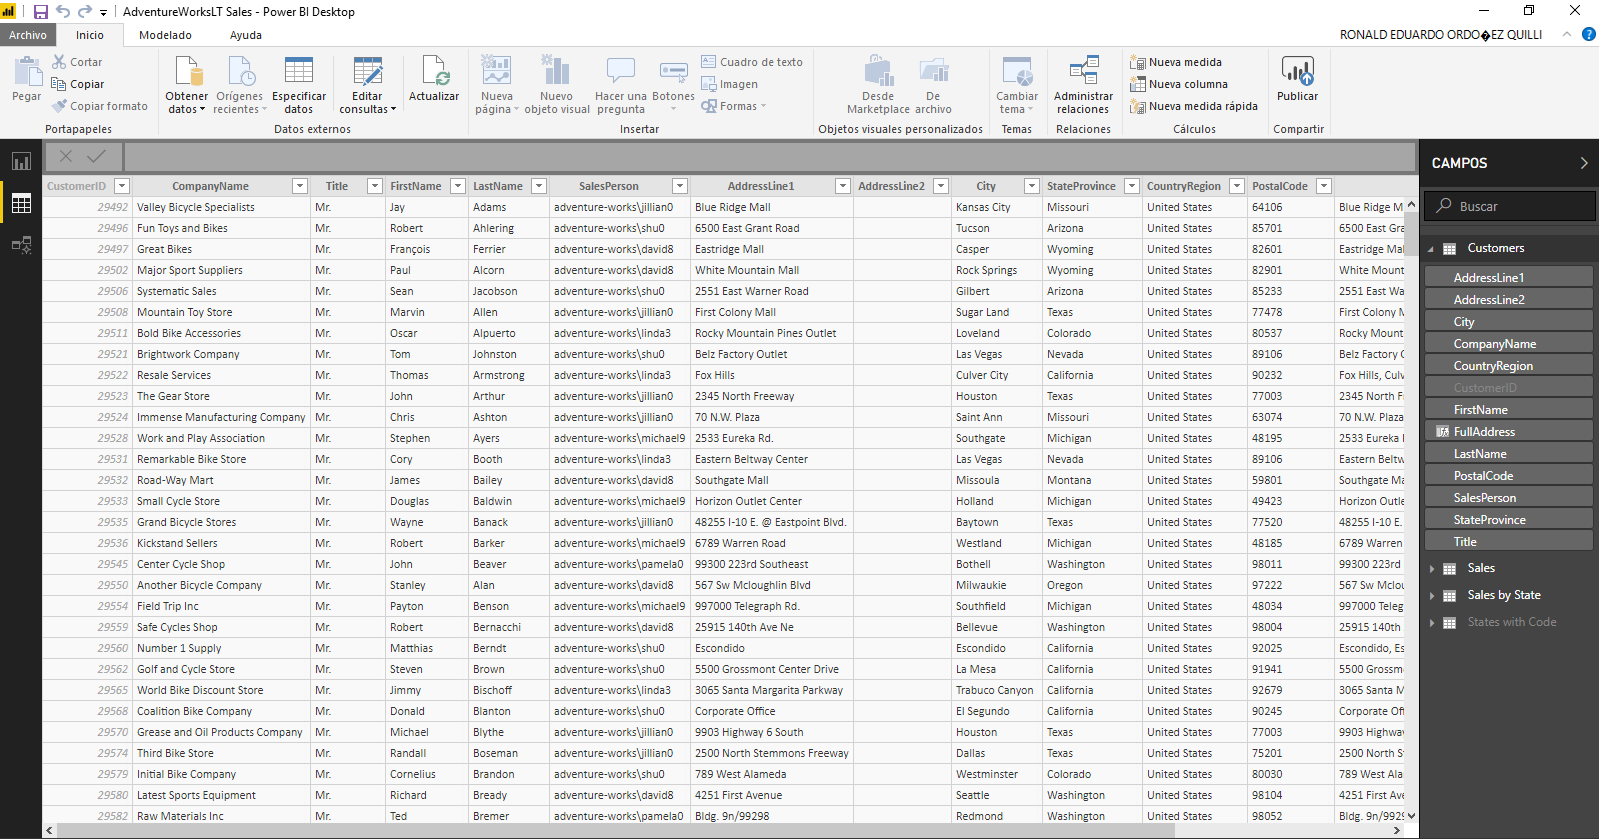 AdventureWorksLT Sales - Power BI Desktop
Archivo Inicio Modelado Ayuda RONALD EDUARDO ORDO�EZ QUILLI
Pegar Cortar Copiar Copiar formato
Portapapeles
Obtener datos Orígenes recientes Especificar datos Editar consultas
Datos externos
Actualizar
Nueva página Nuevo objeto visual Hacer una pregunta Botones Cuadro de texto Imagen Formas
Insertar
Desde Marketplace De archivo
Objetos visuales personalizados
Cambiar tema
Temas
Administrar relaciones
Relaciones
Nueva medida Nueva columna Nueva medida rápida
Cálculos
Publicar
Compartir
CustomerID CompanyName Title FirstName LastName SalesPerson AddressLine1 AddressLine2 City StateProvince CountryRegion PostalCode
29492 Valley Bicycle Specialists Mr. Jay Adams adventure-works\jillian0 Blue Ridge Mall Kansas City Missouri United States 64106 Blue Ridge M
29496 Fun Toys and Bikes Mr. Robert Ahlering adventure-works\shu0 6500 East Grant Road Tucson Arizona United States 85701 6500 East Gra
29497 Great Bikes Mr. François Ferrier adventure-works\david8 Eastridge Mall Casper Wyoming United States 82601 Eastridge Mal
29502 Major Sport Suppliers Mr. Paul Alcorn adventure-works\david8 White Mountain Mall Rock Springs Wyoming United States 82901 White Mount
29506 Systematic Sales Mr. Sean Jacobson adventure-works\shu0 2551 East Warner Road Gilbert Arizona United States 85233 2551 East Wa
29508 Mountain Toy Store Mr. Marvin Allen adventure-works\jillian0 First Colony Mall Sugar Land Texas United States 77478 First Colony M
29511 Bold Bike Accessories Mr. Oscar Alpuerto adventure-works\linda3 Rocky Mountain Pines Outlet Loveland Colorado United States 80537 Rocky Mount
29521 Brightwork Company Mr. Tom Johnston adventure-works\shu0 Belz Factory Outlet Las Vegas Nevada United States 89106 Belz Factory C
29522 Resale Services Mr. Thomas Armstrong adventure-works\linda3 Fox Hills Culver City California United States 90232 Fox Hills, Culv
29523 The Gear Store Mr. John Arthur adventure-works\jillian0 2345 North Freeway Houston Texas United States 77003 2345 North F
29524 Immense Manufacturing Company Mr. Chris Ashton adventure-works\jillian0 70 N.W. Plaza Saint Ann Missouri United States 63074 70 N.W. Plaza
29528 Work and Play Association Mr. Stephen Ayers adventure-works\michael9 2533 Eureka Rd. Southgate Michigan United States 48195 2533 Eureka I
29531 Remarkable Bike Store Mr. Cory Booth adventure-works\linda3 Eastern Beltway Center Las Vegas Nevada United States 89106 Eastern Beltw
29532 Road-Way Mart Mr. James Bailey adventure-works\david8 Southgate Mall Missoula Montana United States 59801 Southgate Ma
29533 Small Cycle Store Mr. Douglas Baldwin adventure-works\michael9 Horizon Outlet Center Holland Michigan United States 49423 Horizon Outle
29535 Grand Bicycle Stores Mr. Wayne Banack adventure-works\jillian0 48255 I-10 E. @ Eastpoint Blvd. Baytown Texas United States 77520 48255 I-10 E.
29536 Kickstand Sellers Mr. Robert Barker adventure-works\michael9 6789 Warren Road Westland Michigan United States 48185 6789 Warren
29545 Center Cycle Shop Mr. John Beaver adventure-works\pamela0 99300 223rd Southeast Bothell Washington United States 98011 99300 223rd
29550 Another Bicycle Company Mr. Stanley Alan adventure-works\david8 567 Sw Mcloughlin Blvd Milwaukie Oregon United States 97222 567 Sw Mclou
29554 Field Trip Inc Mr. Payton Benson adventure-works\michael9 997000 Telegraph Rd. Southfield Michigan United States 48034 997000 Teleg
29559 Safe Cycles Shop Mr. Robert Bernacchi adventure-works\david8 25915 140th Ave Ne Bellevue Washington United States 98004 25915 140th
29560 Number 1 Supply Mr. Matthias Berndt adventure-works\shu0 Escondido Escondido California United States 92025 Escondido, Es
29562 Golf and Cycle Store Mr. Steven Brown adventure-works\shu0 5500 Grossmont Center Drive La Mesa California United States 91941 5500 Grossm
29565 World Bike Discount Store Mr. Jimmy Bischoff adventure-works\linda3 3065 Santa Margarita Parkway Trabuco Canyon California United States 92679 3065 Santa M
29568 Coalition Bike Company Mr. Donald Blanton adventure-works\shu0 Corporate Office El Segundo California United States 90245 Corporate Off
29570 Grease and Oil Products Company Mr. Michael Blythe adventure-works\jillian0 9903 Highway 6 South Houston Texas United States 77003 9903 Highway
29574 Third Bike Store Mr. Randall Boseman adventure-works\jillian0 2500 North Stemmons Freeway Dallas Texas United States 75201 2500 North St
29579 Initial Bike Company Mr. Cornelius Brandon adventure-works\shu0 789 West Alameda Westminster Colorado United States 80030 789 West Ala
29580 Latest Sports Equipment Mr. Richard Bready adventure-works\david8 4251 First Avenue Seattle Washington United States 98104 4251 First Ave
29582 Raw Materials Inc Mr. Ted Bremer adventure-works\pamela0 Bldg. 9n/99298 Redmond Washington United States 98052 Bldg. 9n/9929
CAMPOS
Buscar
Customers
AddressLine1
AddressLine2
City
CompanyName
CountryRegion
CustomerID
FirstName
FullAddress
LastName
PostalCode
SalesPerson
StateProvince
Title
Sales
Sales by State
States with Code